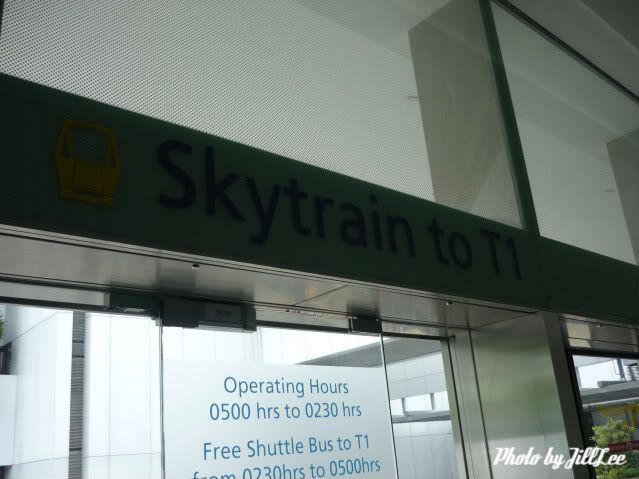 Skytrain to T1
Operating Hours
0500 hrs to 0230 hrs
Free Shuttle Bus to T1
from 0230hrs to 0500hrs
Photo by JillLee